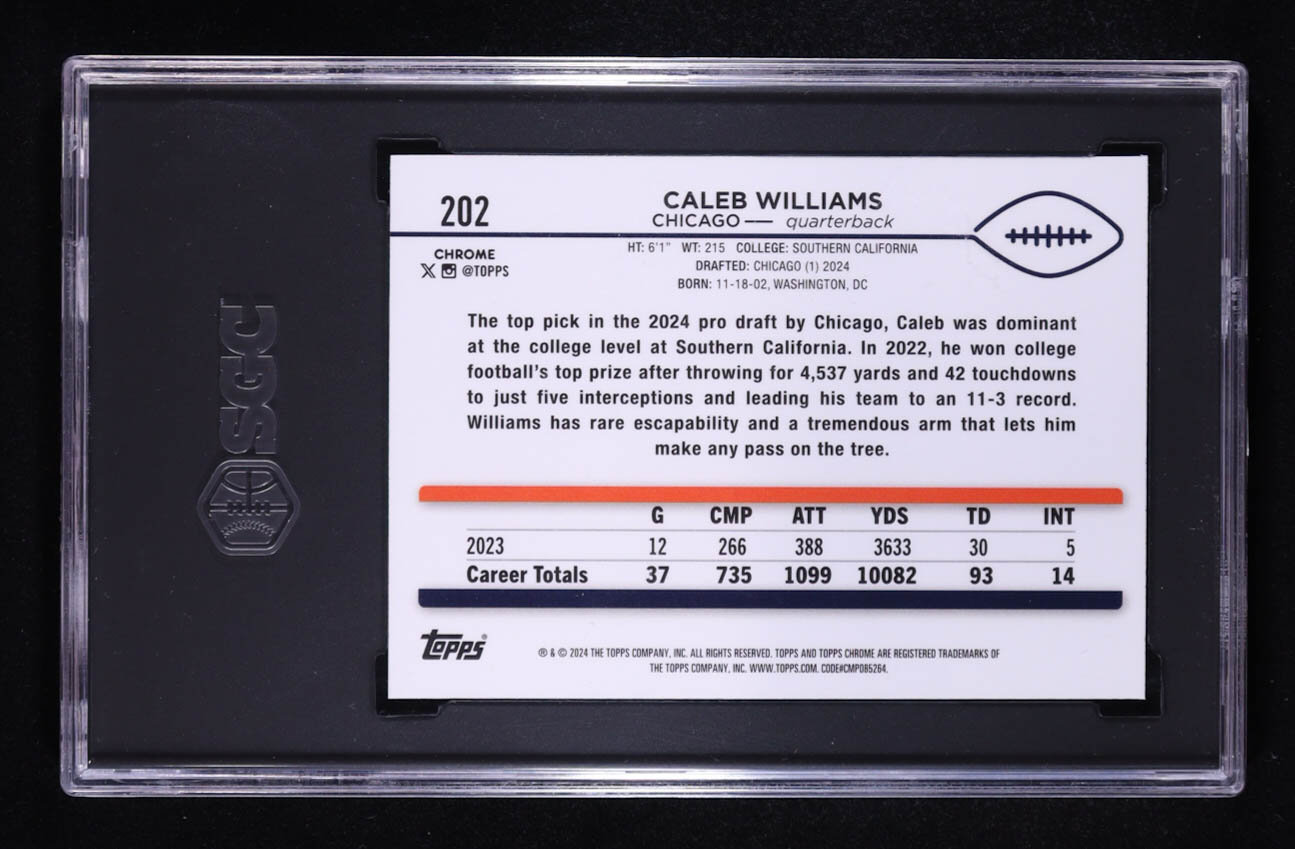 SGC
202
CALEB WILLIAMS
CHICAGO — quarterback
CHROME
X @TOPPS
HT: 6'1" WT: 215 COLLEGE: SOUTHERN CALIFORNIA
DRAFTED: CHICAGO (1) 2024
BORN: 11-18-02, WASHINGTON, DC
The top pick in the 2024 pro draft by Chicago, Caleb was dominant
at the college level at Southern California. In 2022, he won college
football's top prize after throwing for 4,537 yards and 42 touchdowns
to just five interceptions and leading his team to an 11-3 record.
Williams has rare escapability and a tremendous arm that lets him
make any pass on the tree.
G CMP ATT YDS TD INT
2023 12 266 388 3633 30 5
Career Totals 37 735 1099 10082 93 14
Topps®
® & © 2024 THE TOPPS COMPANY, INC. ALL RIGHTS RESERVED. TOPPS AND TOPPS CHROME ARE REGISTERED TRADEMARKS OF
THE TOPPS COMPANY, INC. WWW.TOPPS.COM. CODE#CMP085264.